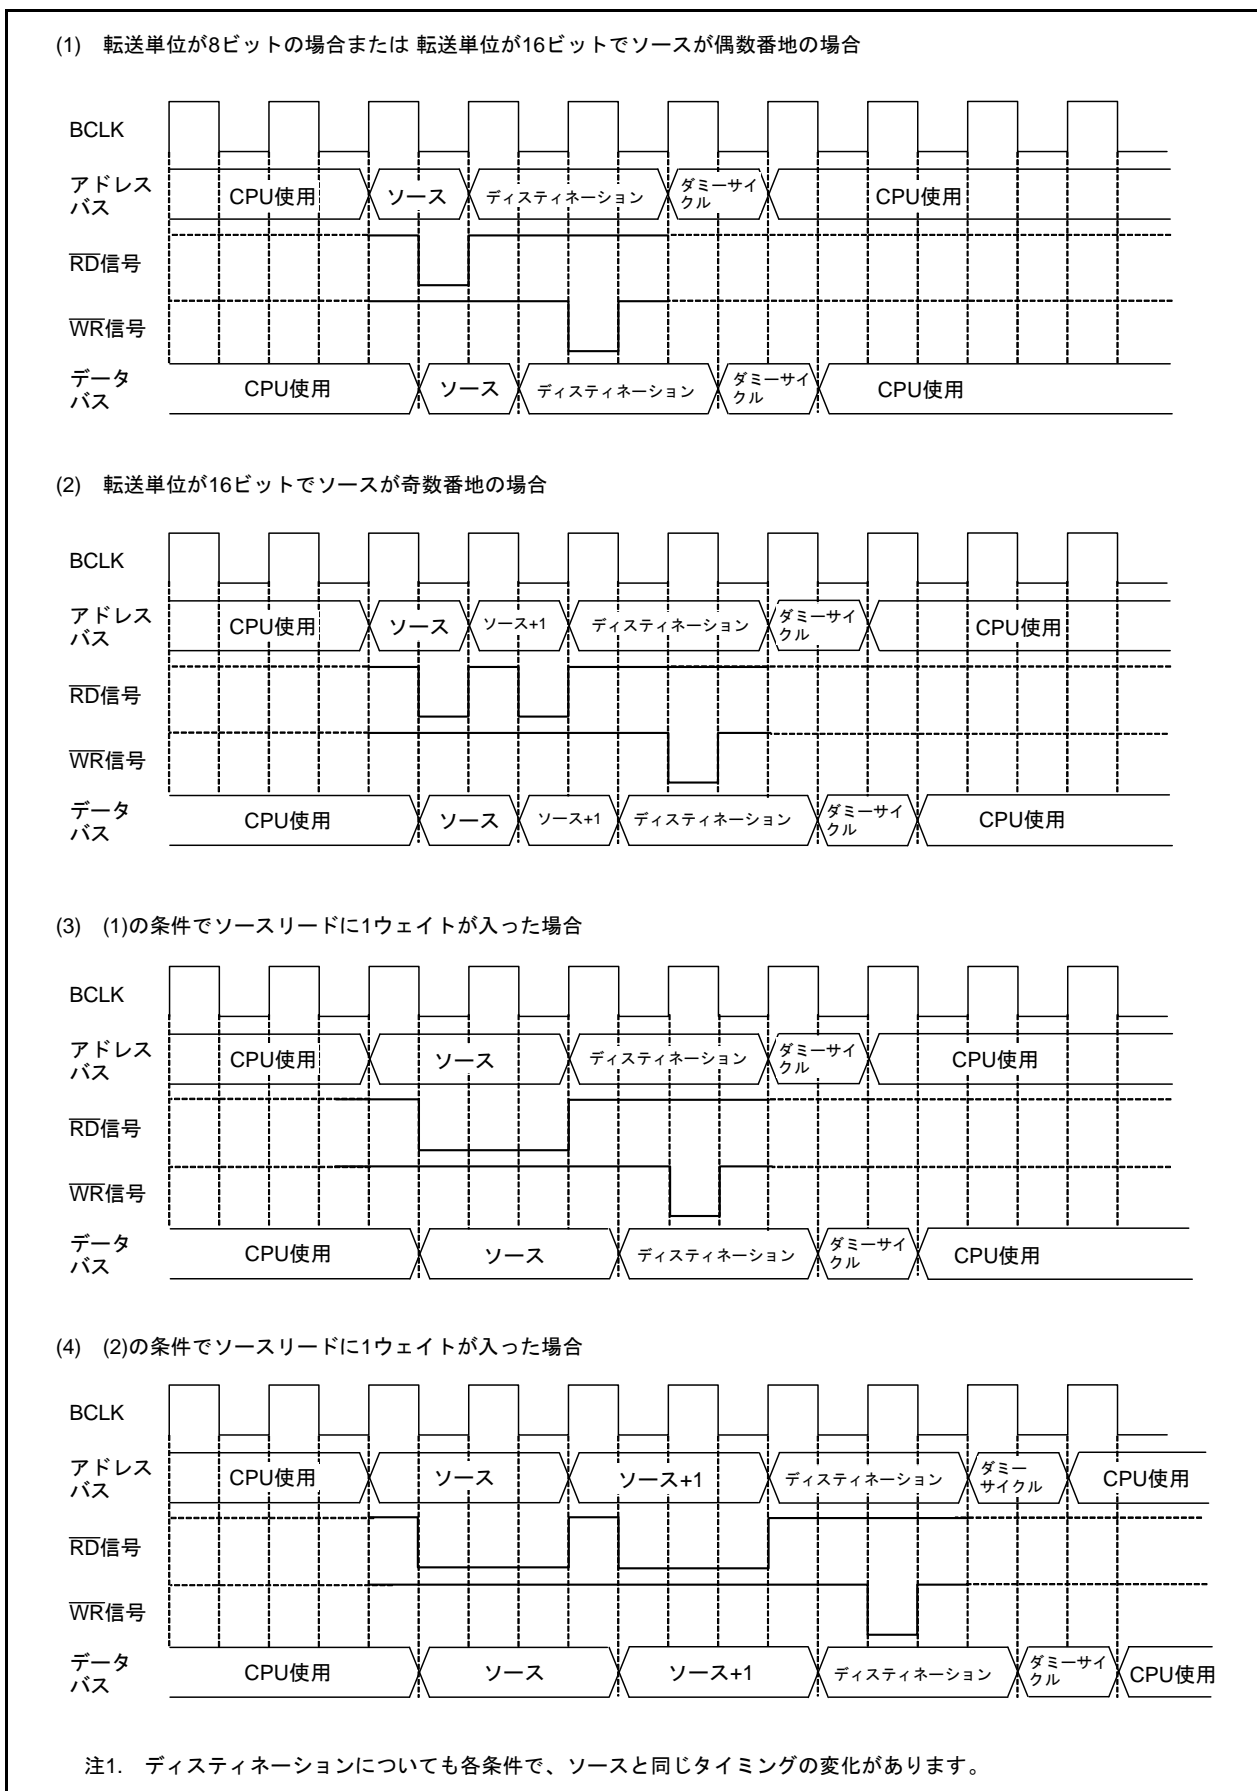 (1) 転送単位が8ビットの場合または 転送単位が16ビットでソースが偶数番地の場合
BCLK
アドレス
バス
CPU使用
ソース
ディスティネーション
ダミーサイ
クル
CPU使用
RD信号
WR信号
データ
バス
CPU使用
ソース
ディスティネーション
ダミーサイ
クル
CPU使用
(2) 転送単位が16ビットでソースが奇数番地の場合
BCLK
アドレス
バス
CPU使用
ソース
ソース+1
ディスティネーション
ダミーサイ
クル
CPU使用
RD信号
WR信号
データ
バス
CPU使用
ソース
ソース+1
ディスティネーション
ダミーサイ
クル
CPU使用
(3) (1)の条件でソースリードに1ウェイトが入った場合
BCLK
アドレス
バス
CPU使用
ソース
ディスティネーション
ダミーサイ
クル
CPU使用
RD信号
WR信号
データ
バス
CPU使用
ソース
ディスティネーション
ダミーサイ
クル
CPU使用
(4) (2)の条件でソースリードに1ウェイトが入った場合
BCLK
アドレス
バス
CPU使用
ソース
ソース+1
ディスティネーション
ダミー
サイクル
CPU使用
RD信号
WR信号
データ
バス
CPU使用
ソース
ソース+1
ディスティネーション
ダミーサイ
クル
CPU使用
注1. ディスティネーションについても各条件で、ソースと同じタイミングの変化があります。